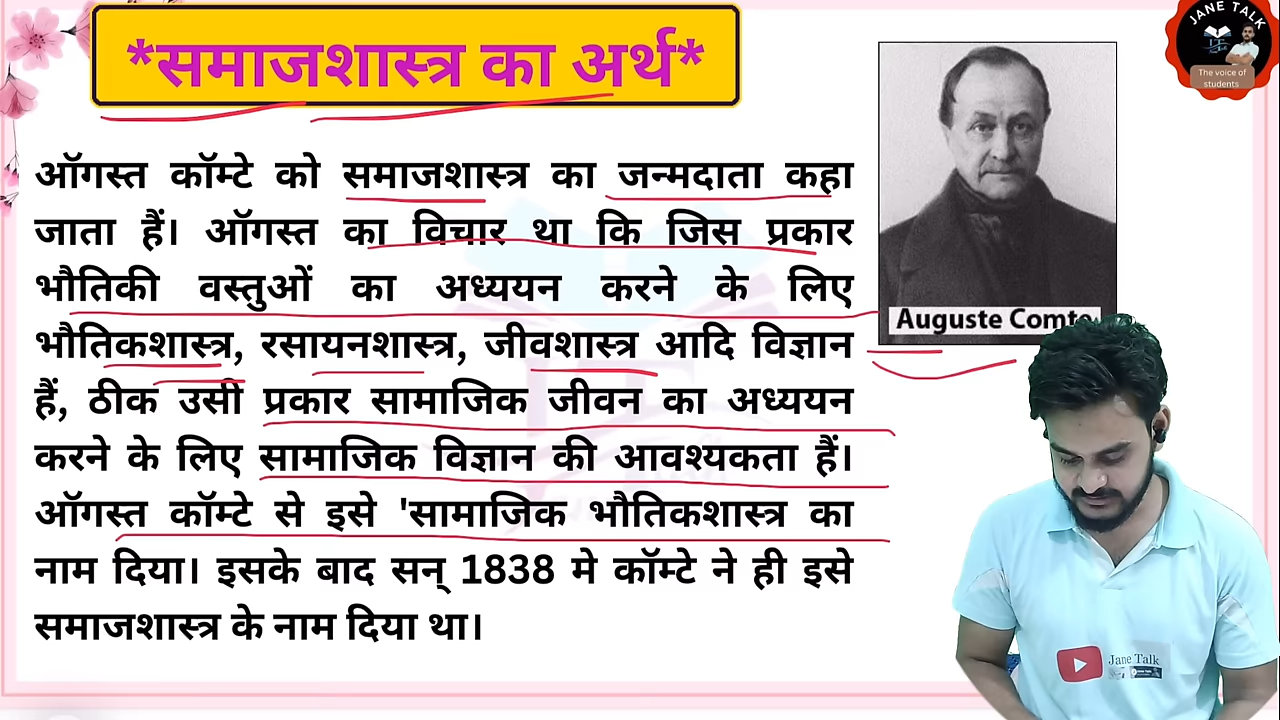 *समाजशास्त्र का अर्थ*
JANE TALK
The voice of
students
ऑगस्त कॉम्टे को समाजशास्त्र का जन्मदाता कहा
जाता हैं। ऑगस्त का विचार था कि जिस प्रकार
भौतिकी वस्तुओं का अध्ययन करने के लिए
भौतिकशास्त्र, रसायनशास्त्र, जीवशास्त्र आदि विज्ञान
हैं, ठीक उसी प्रकार सामाजिक जीवन का अध्ययन
करने के लिए सामाजिक विज्ञान की आवश्यकता हैं।
ऑगस्त कॉम्टे से इसे 'सामाजिक भौतिकशास्त्र का
नाम दिया। इसके बाद सन् 1838 मे कॉम्टे ने ही इसे
समाजशास्त्र के नाम दिया था।
Auguste Comte
Jane Talk